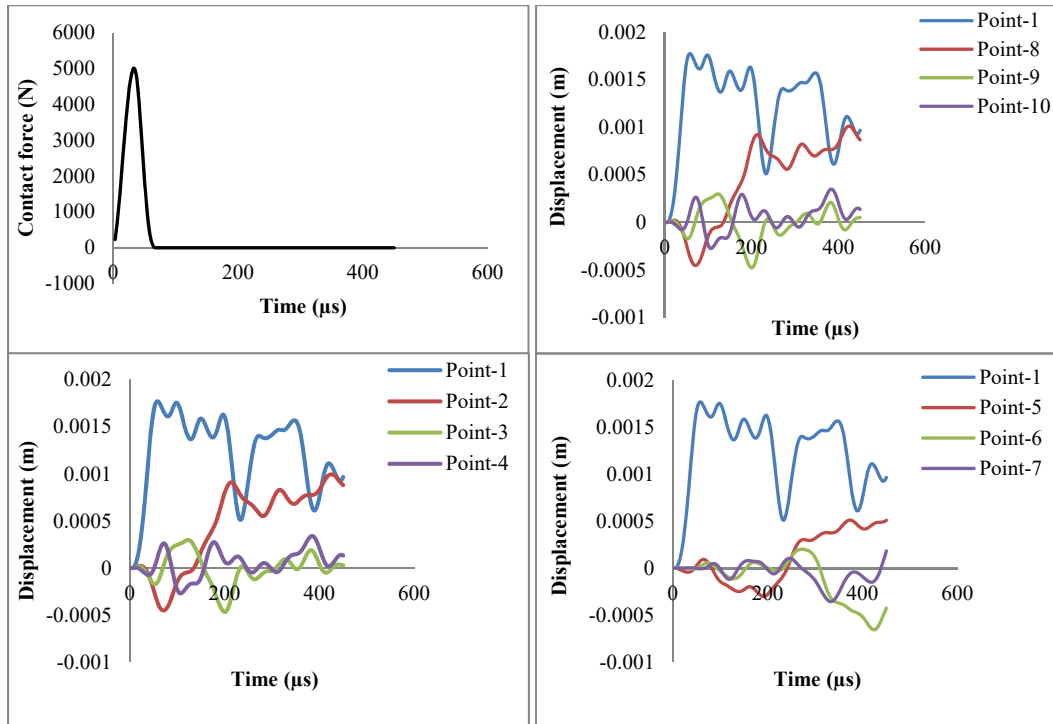 6000
5000
4000
3000
2000
1000
0
-1000
0 200 400 600
Contact force (N)
Time (µs)
0.002
0.0015
0.001
0.0005
0
-0.0005
-0.001
0 200 400 600
Displacement (m)
Time (µs)
Point-1
Point-8
Point-9
Point-10
0.002
0.0015
0.001
0.0005
0
-0.0005
-0.001
0 200 400 600
Displacement (m)
Time (µs)
Point-1
Point-2
Point-3
Point-4
0.002
0.0015
0.001
0.0005
0
-0.0005
-0.001
0 200 400 600
Displacement (m)
Time (µs)
Point-1
Point-5
Point-6
Point-7